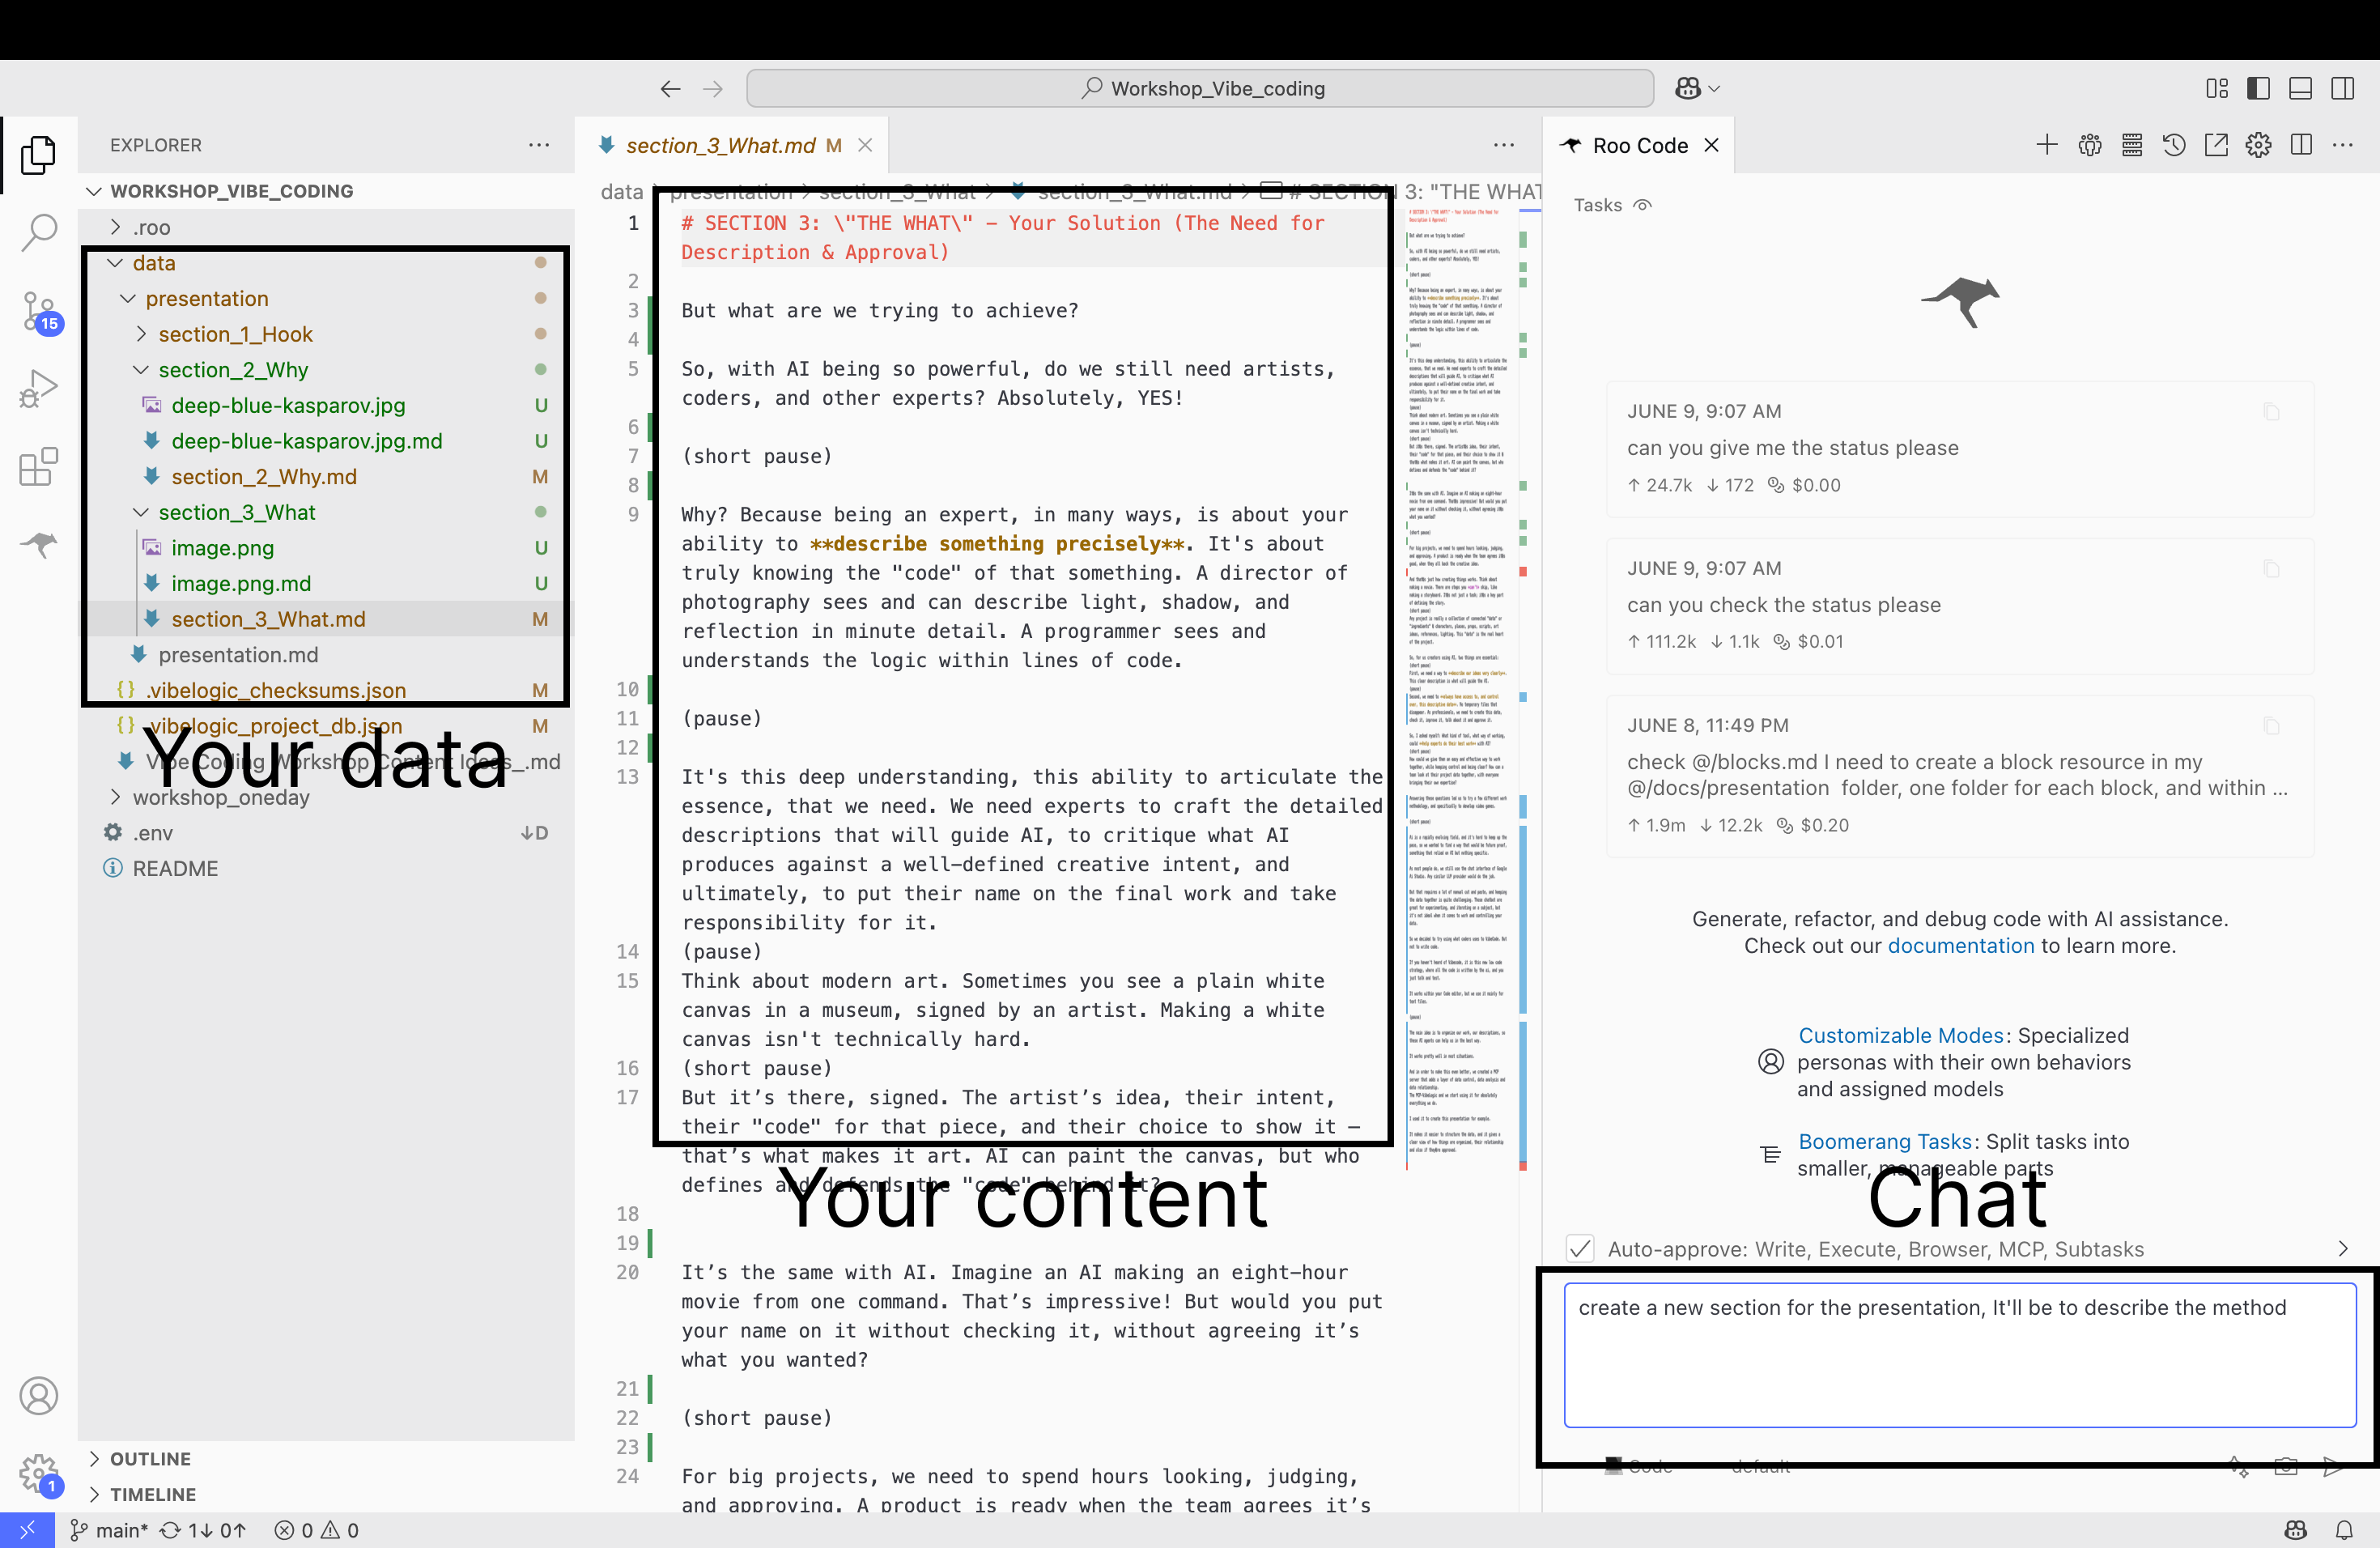 Workshop_Vibe_coding
EXPLORER
WORKSHOP_VIBE_CODING
.roo
data
presentation
section_1_Hook
section_2_Why
deep-blue-kasparov.jpg U
deep-blue-kasparov.jpg.md U
section_2_Why.md M
section_3_What
image.png U
image.png.md U
section_3_What.md M
presentation.md
.vibelogic_checksums.json M
.vibelogic_project_db.json M
Vibe Coding Workshop Content Ideas_.md
workshop_oneday
.env ↓D
README
Your data
15
1
OUTLINE
TIMELINE
section_3_What.md M
data > presentation > section_3_What > section_3_What.md > # SECTION 3: "THE WHAT
1 # SECTION 3: \"THE WHAT\" – Your Solution (The Need for
Description & Approval)
2
3 But what are we trying to achieve?
4
5 So, with AI being so powerful, do we still need artists,
coders, and other experts? Absolutely, YES!
6
7 (short pause)
8
9 Why? Because being an expert, in many ways, is about your
ability to **describe something precisely**. It's about
truly knowing the "code" of that something. A director of
photography sees and can describe light, shadow, and
reflection in minute detail. A programmer sees and
understands the logic within lines of code.
10
11 (pause)
12
13 It's this deep understanding, this ability to articulate the
essence, that we need. We need experts to craft the detailed
descriptions that will guide AI, to critique what AI
produces against a well-defined creative intent, and
ultimately, to put their name on the final work and take
responsibility for it.
14 (pause)
15 Think about modern art. Sometimes you see a plain white
canvas in a museum, signed by an artist. Making a white
canvas isn't technically hard.
16 (short pause)
17 But it’s there, signed. The artist’s idea, their intent,
their "code" for that piece, and their choice to show it –
that’s what makes it art. AI can paint the canvas, but who
defines and defends the "code" behind it?
Your content
18
19
20 It’s the same with AI. Imagine an AI making an eight–hour
movie from one command. That’s impressive! But would you put
your name on it without checking it, without agreeing it’s
what you wanted?
21
22 (short pause)
23
24 For big projects, we need to spend hours looking, judging,
and approving. A product is ready when the team agrees it’s
Roo Code
Tasks
JUNE 9, 9:07 AM
can you give me the status please
↑ 24.7k ↓ 172 $0.00
JUNE 9, 9:07 AM
can you check the status please
↑ 111.2k ↓ 1.1k $0.01
JUNE 8, 11:49 PM
check @/blocks.md I need to create a block resource in my
@/docs/presentation folder, one folder for each block, and within ...
↑ 1.9m ↓ 12.2k $0.20
Generate, refactor, and debug code with AI assistance.
Check out our documentation to learn more.
Customizable Modes: Specialized
personas with their own behaviors
and assigned models
Boomerang Tasks: Split tasks into
smaller, manageable parts
Chat
Auto-approve: Write, Execute, Browser, MCP, Subtasks
create a new section for the presentation, It'll be to describe the method
Code default
main* 1↓ 0↑ 0 0